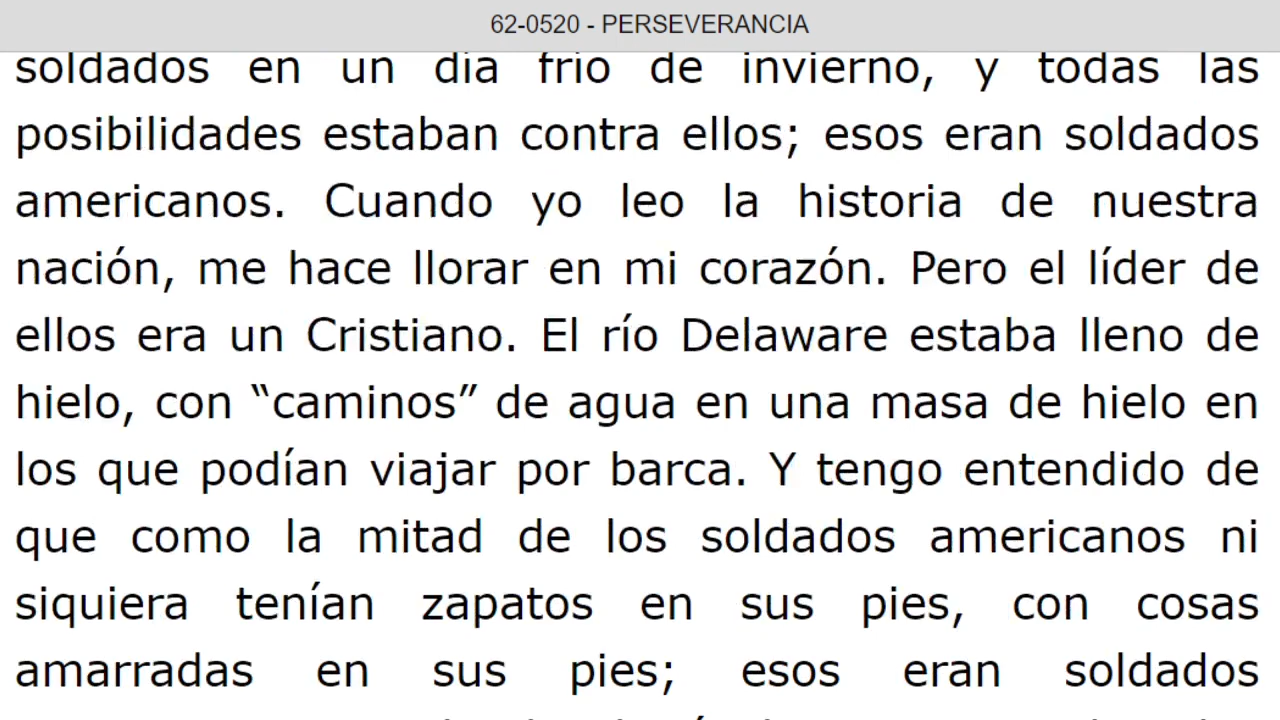 62-0520 - PERSEVERANCIA
soldados en un día frío de invierno, y todas las
posibilidades estaban contra ellos; esos eran soldados
americanos. Cuando yo leo la historia de nuestra
nación, me hace llorar en mi corazón. Pero el líder de
ellos era un Cristiano. El río Delaware estaba lleno de
hielo, con “caminos” de agua en una masa de hielo en
los que podían viajar por barca. Y tengo entendido de
que como la mitad de los soldados americanos ni
siquiera tenían zapatos en sus pies, con cosas
amarradas en sus pies; esos eran soldados